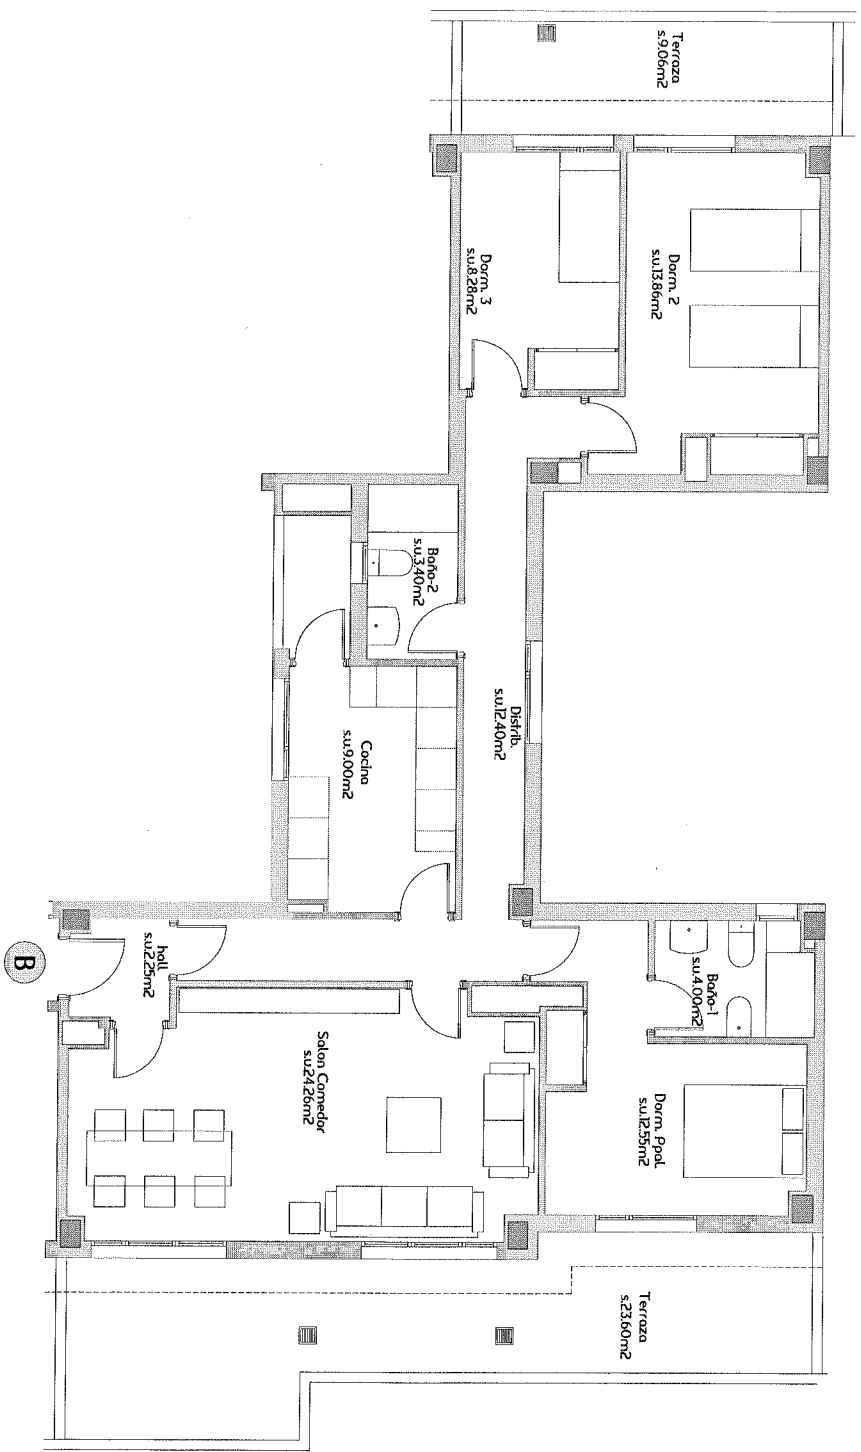 Terraza
s.9.06m2
Dorm. 2
s.u.13.86m2
Dorm. 3
s.u.8.28m2
Baño-2
s.u.3.40m2
Distrib.
s.u.12.40m2
Cocina
s.u.9.00m2
Baño-1
s.u.4.00m2
hall
s.u.2.25m2
B
Salon Comedor
s.u.24.26m2
Dorm. Ppal.
s.u.12.55m2
Terraza
s.23.60m2